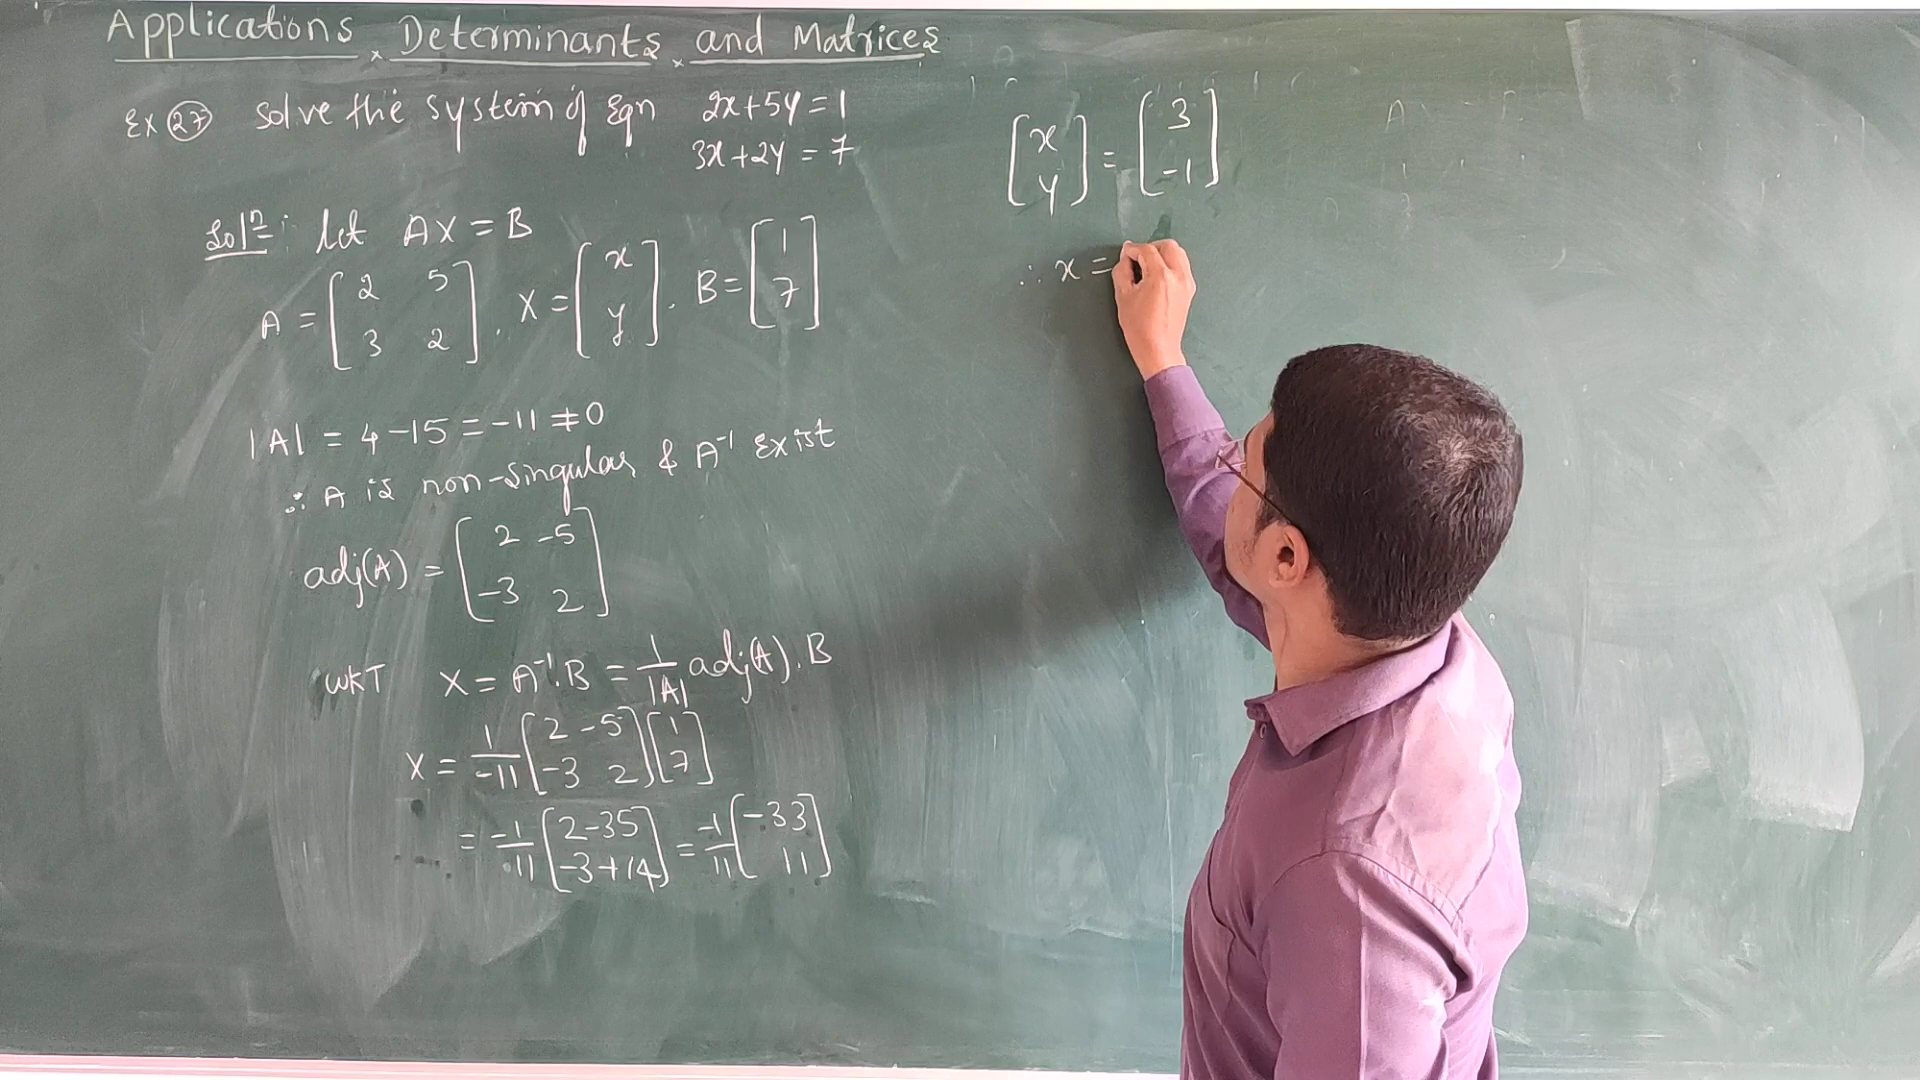 Applications Determinants and Matrices
Ex 27 Solve the system of Eqn 2x+5y=1
3x+2y=7
Solⁿ: let AX=B
A = [2 5; 3 2], X = [x; y], B = [1; 7]
|A| = 4-15 = -11 ≠ 0
∴ A is non-singular & A⁻¹ Exist
adj(A) = [2 -5; -3 2]
WKT X = A⁻¹.B = 1/|A| adj(A).B
X = 1/-11 [2 -5; -3 2] [1; 7]
= -1/11 [2-35; -3+14] = -1/11 [-33; 11]
[x; y] = [3; -1]
∴ x =